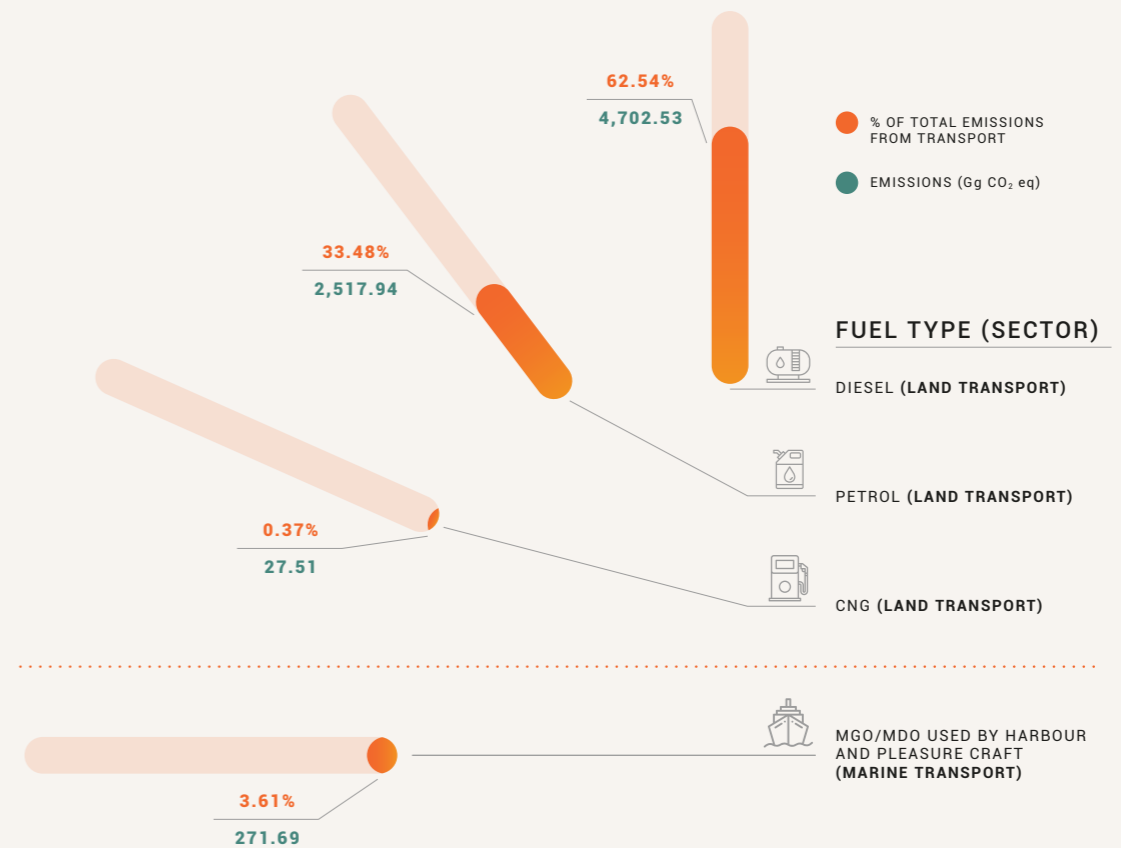 62.54%
4,702.53
% OF TOTAL EMISSIONS
FROM TRANSPORT
EMISSIONS (Gg CO₂ eq)
33.48%
2,517.94
FUEL TYPE (SECTOR)
DIESEL (LAND TRANSPORT)
PETROL (LAND TRANSPORT)
0.37%
27.51
CNG (LAND TRANSPORT)
MGO/MDO USED BY HARBOUR
AND PLEASURE CRAFT
(MARINE TRANSPORT)
3.61%
271.69